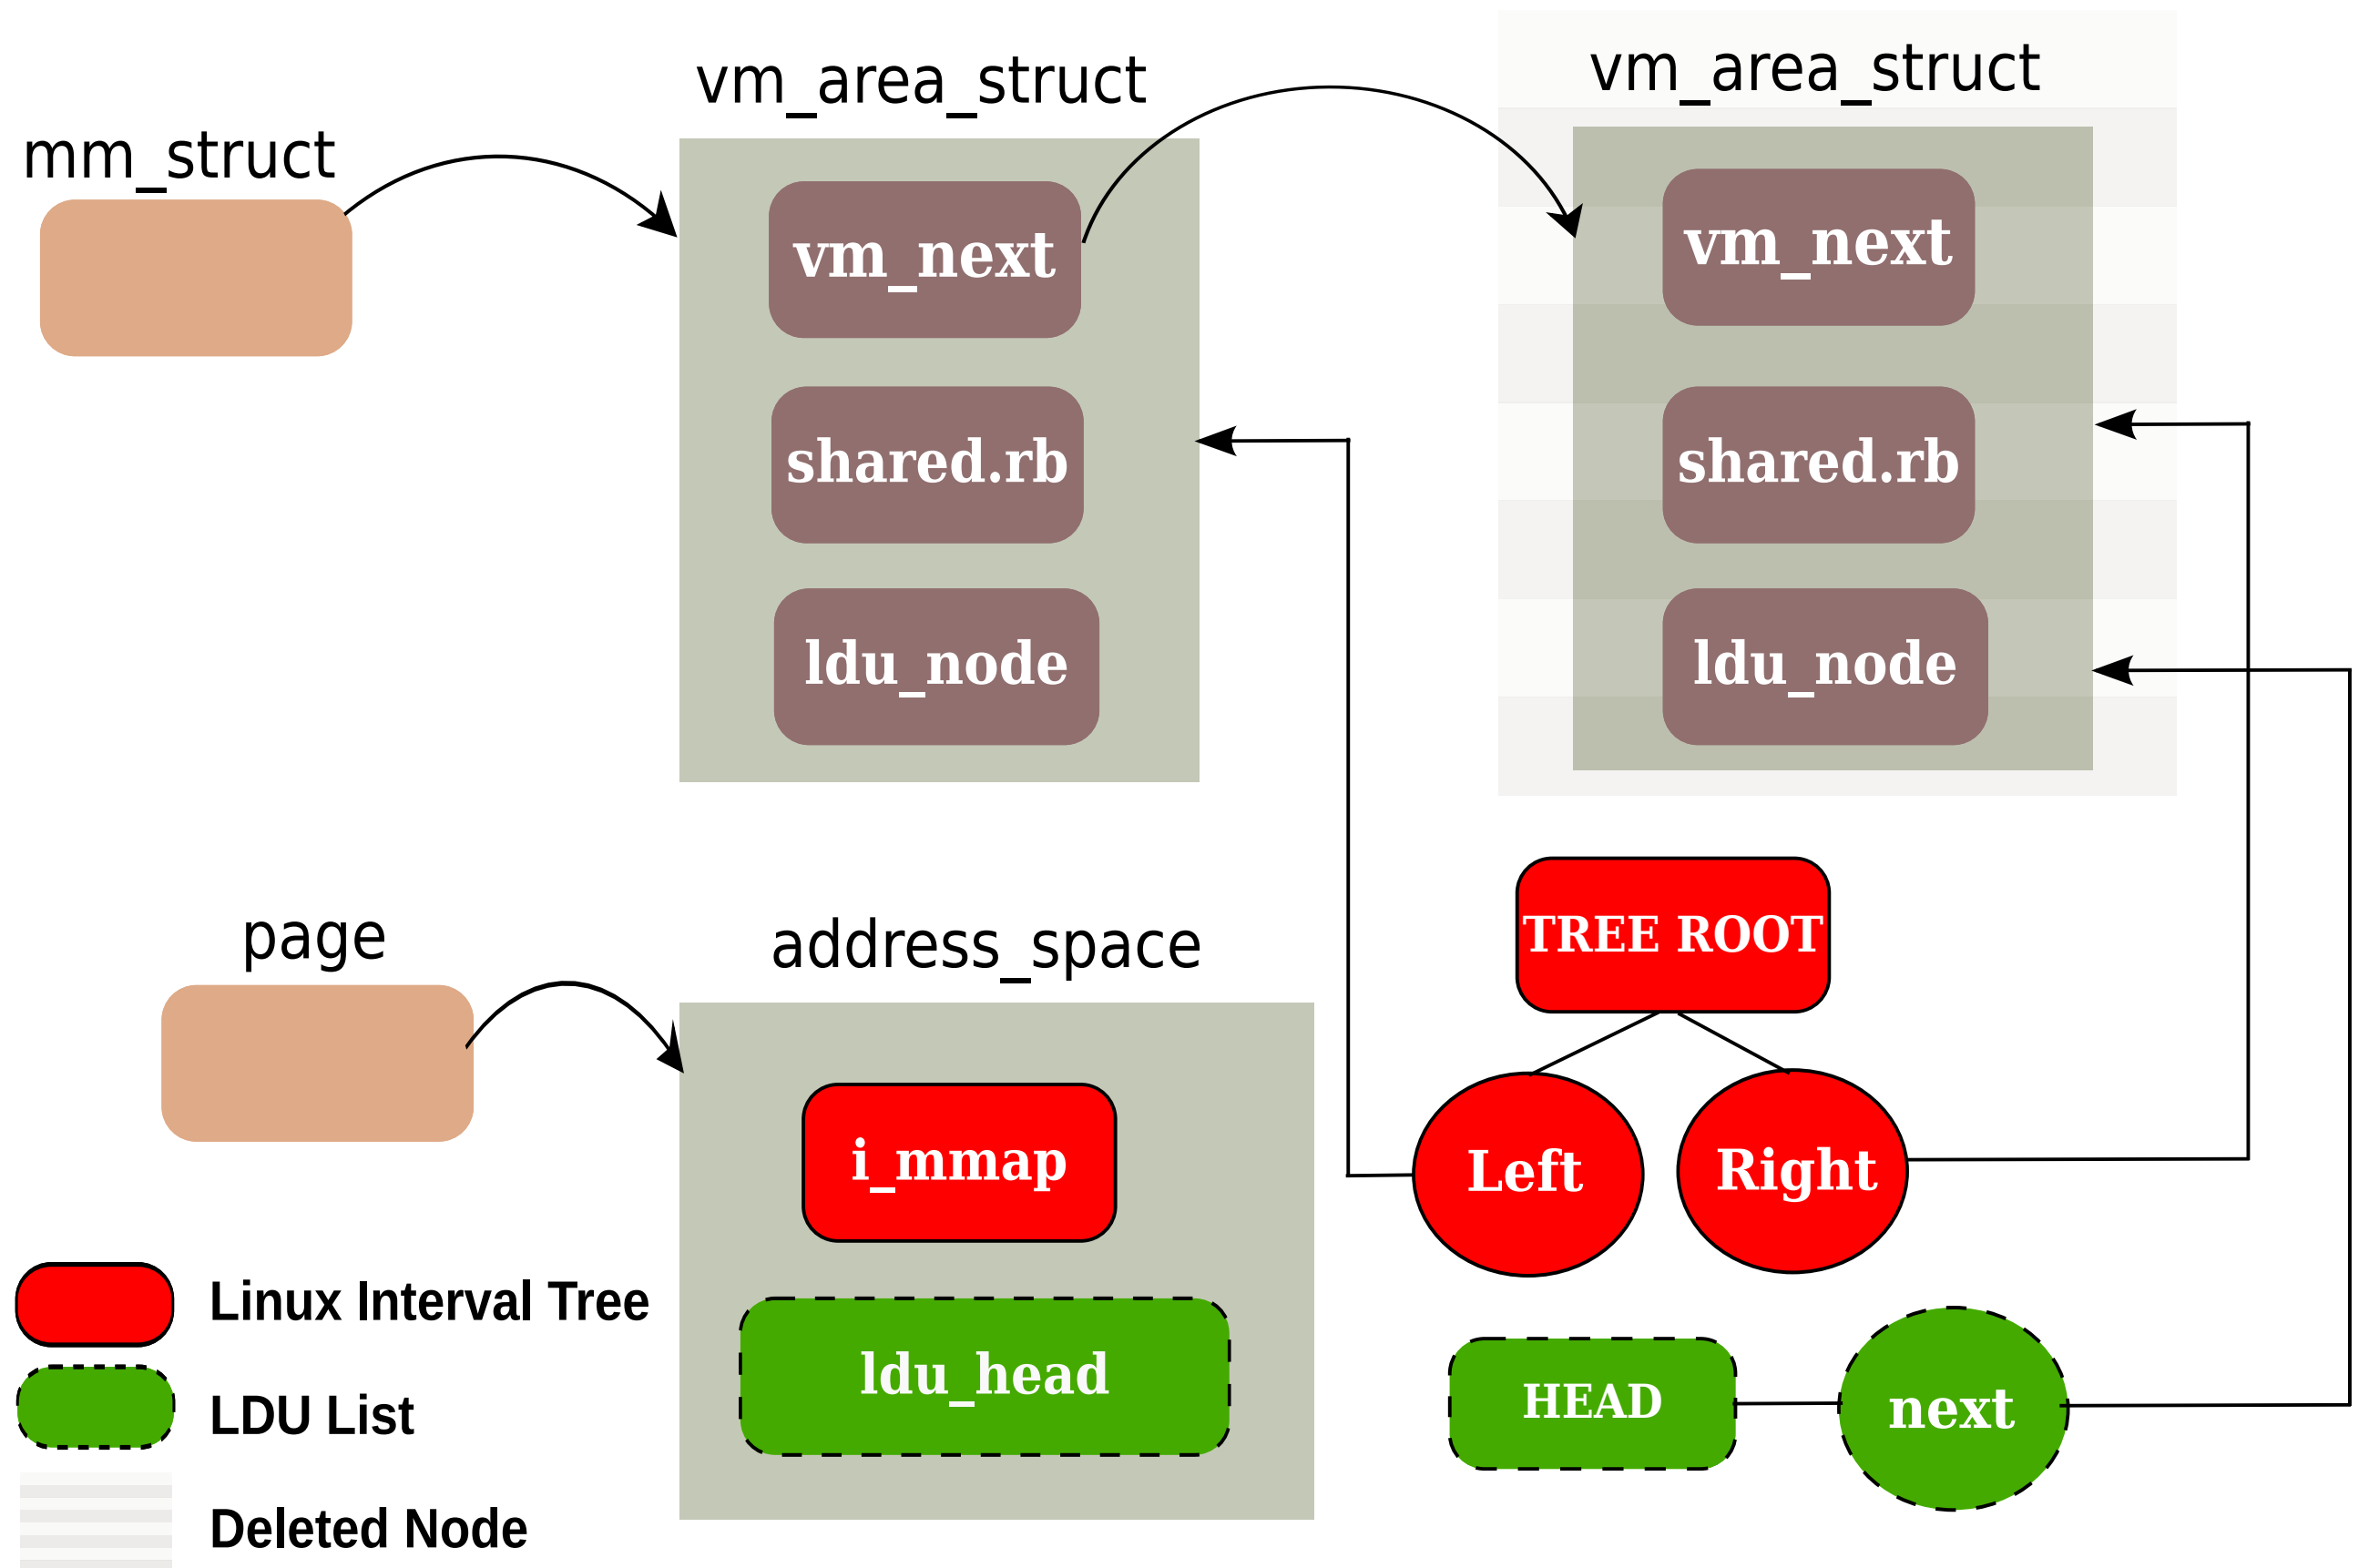 mm_struct
vm_area_struct
vm_next
shared.rb
ldu_node
vm_area_struct
vm_next
shared.rb
ldu_node
page
address_space
i_mmap
ldu_head
TREE ROOT
Left
Right
HEAD
next
Linux Interval Tree
LDU List
Deleted Node